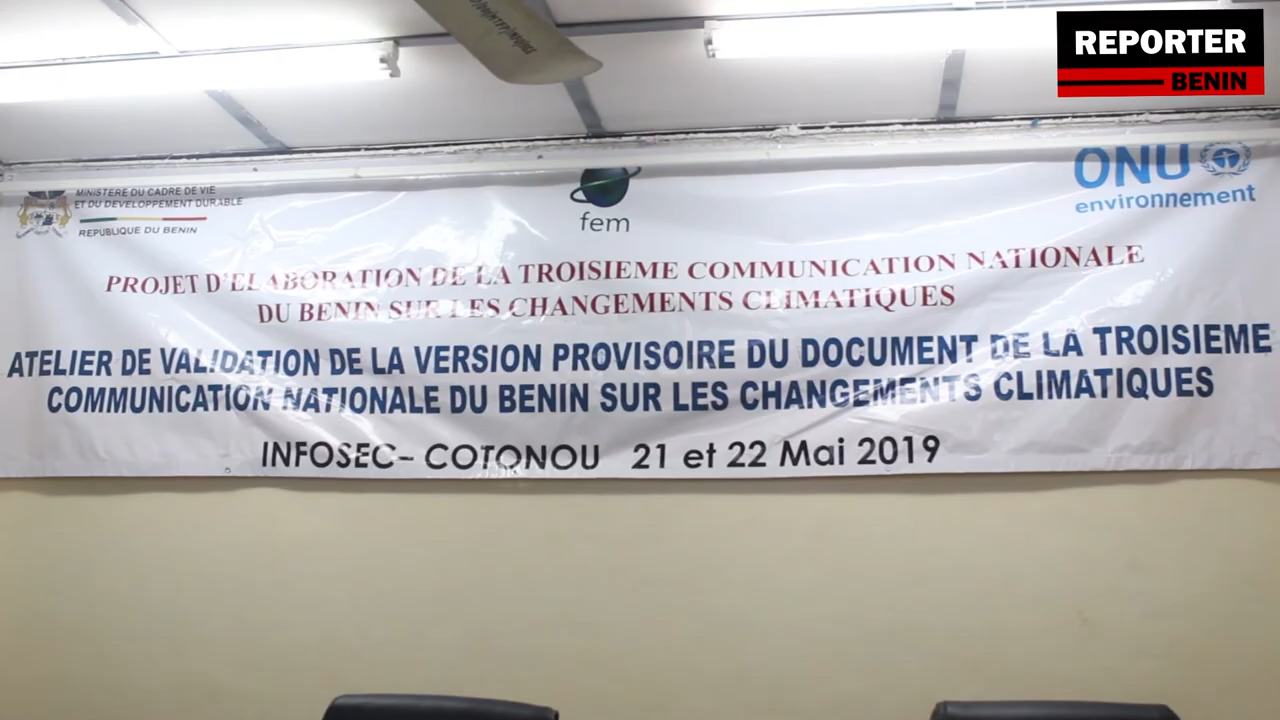 REPORTER
BENIN
MINISTERE DU CADRE DE VIE
ET DU DEVELOPPEMENT DURABLE
REPUBLIQUE DU BENIN
fem
ONU
environnement
PROJET D'ELABORATION DE LA TROISIEME COMMUNICATION NATIONALE
DU BENIN SUR LES CHANGEMENTS CLIMATIQUES
ATELIER DE VALIDATION DE LA VERSION PROVISOIRE DU DOCUMENT DE LA TROISIEME
COMMUNICATION NATIONALE DU BENIN SUR LES CHANGEMENTS CLIMATIQUES
INFOSEC- COTONOU 21 et 22 Mai 2019